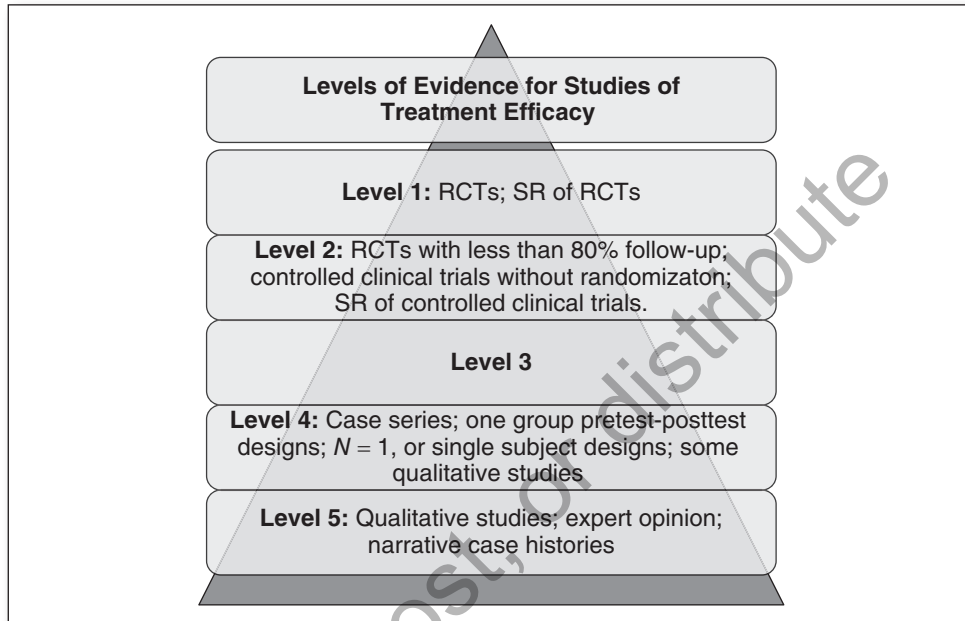 Levels of Evidence for Studies of
Treatment Efficacy
Level 1: RCTs; SR of RCTs
Level 2: RCTs with less than 80% follow-up;
controlled clinical trials without randomizaton;
SR of controlled clinical trials.
Level 3
Level 4: Case series; one group pretest-posttest
designs; N = 1, or single subject designs; some
qualitative studies
Level 5: Qualitative studies; expert opinion;
narrative case histories
ost, or distribute